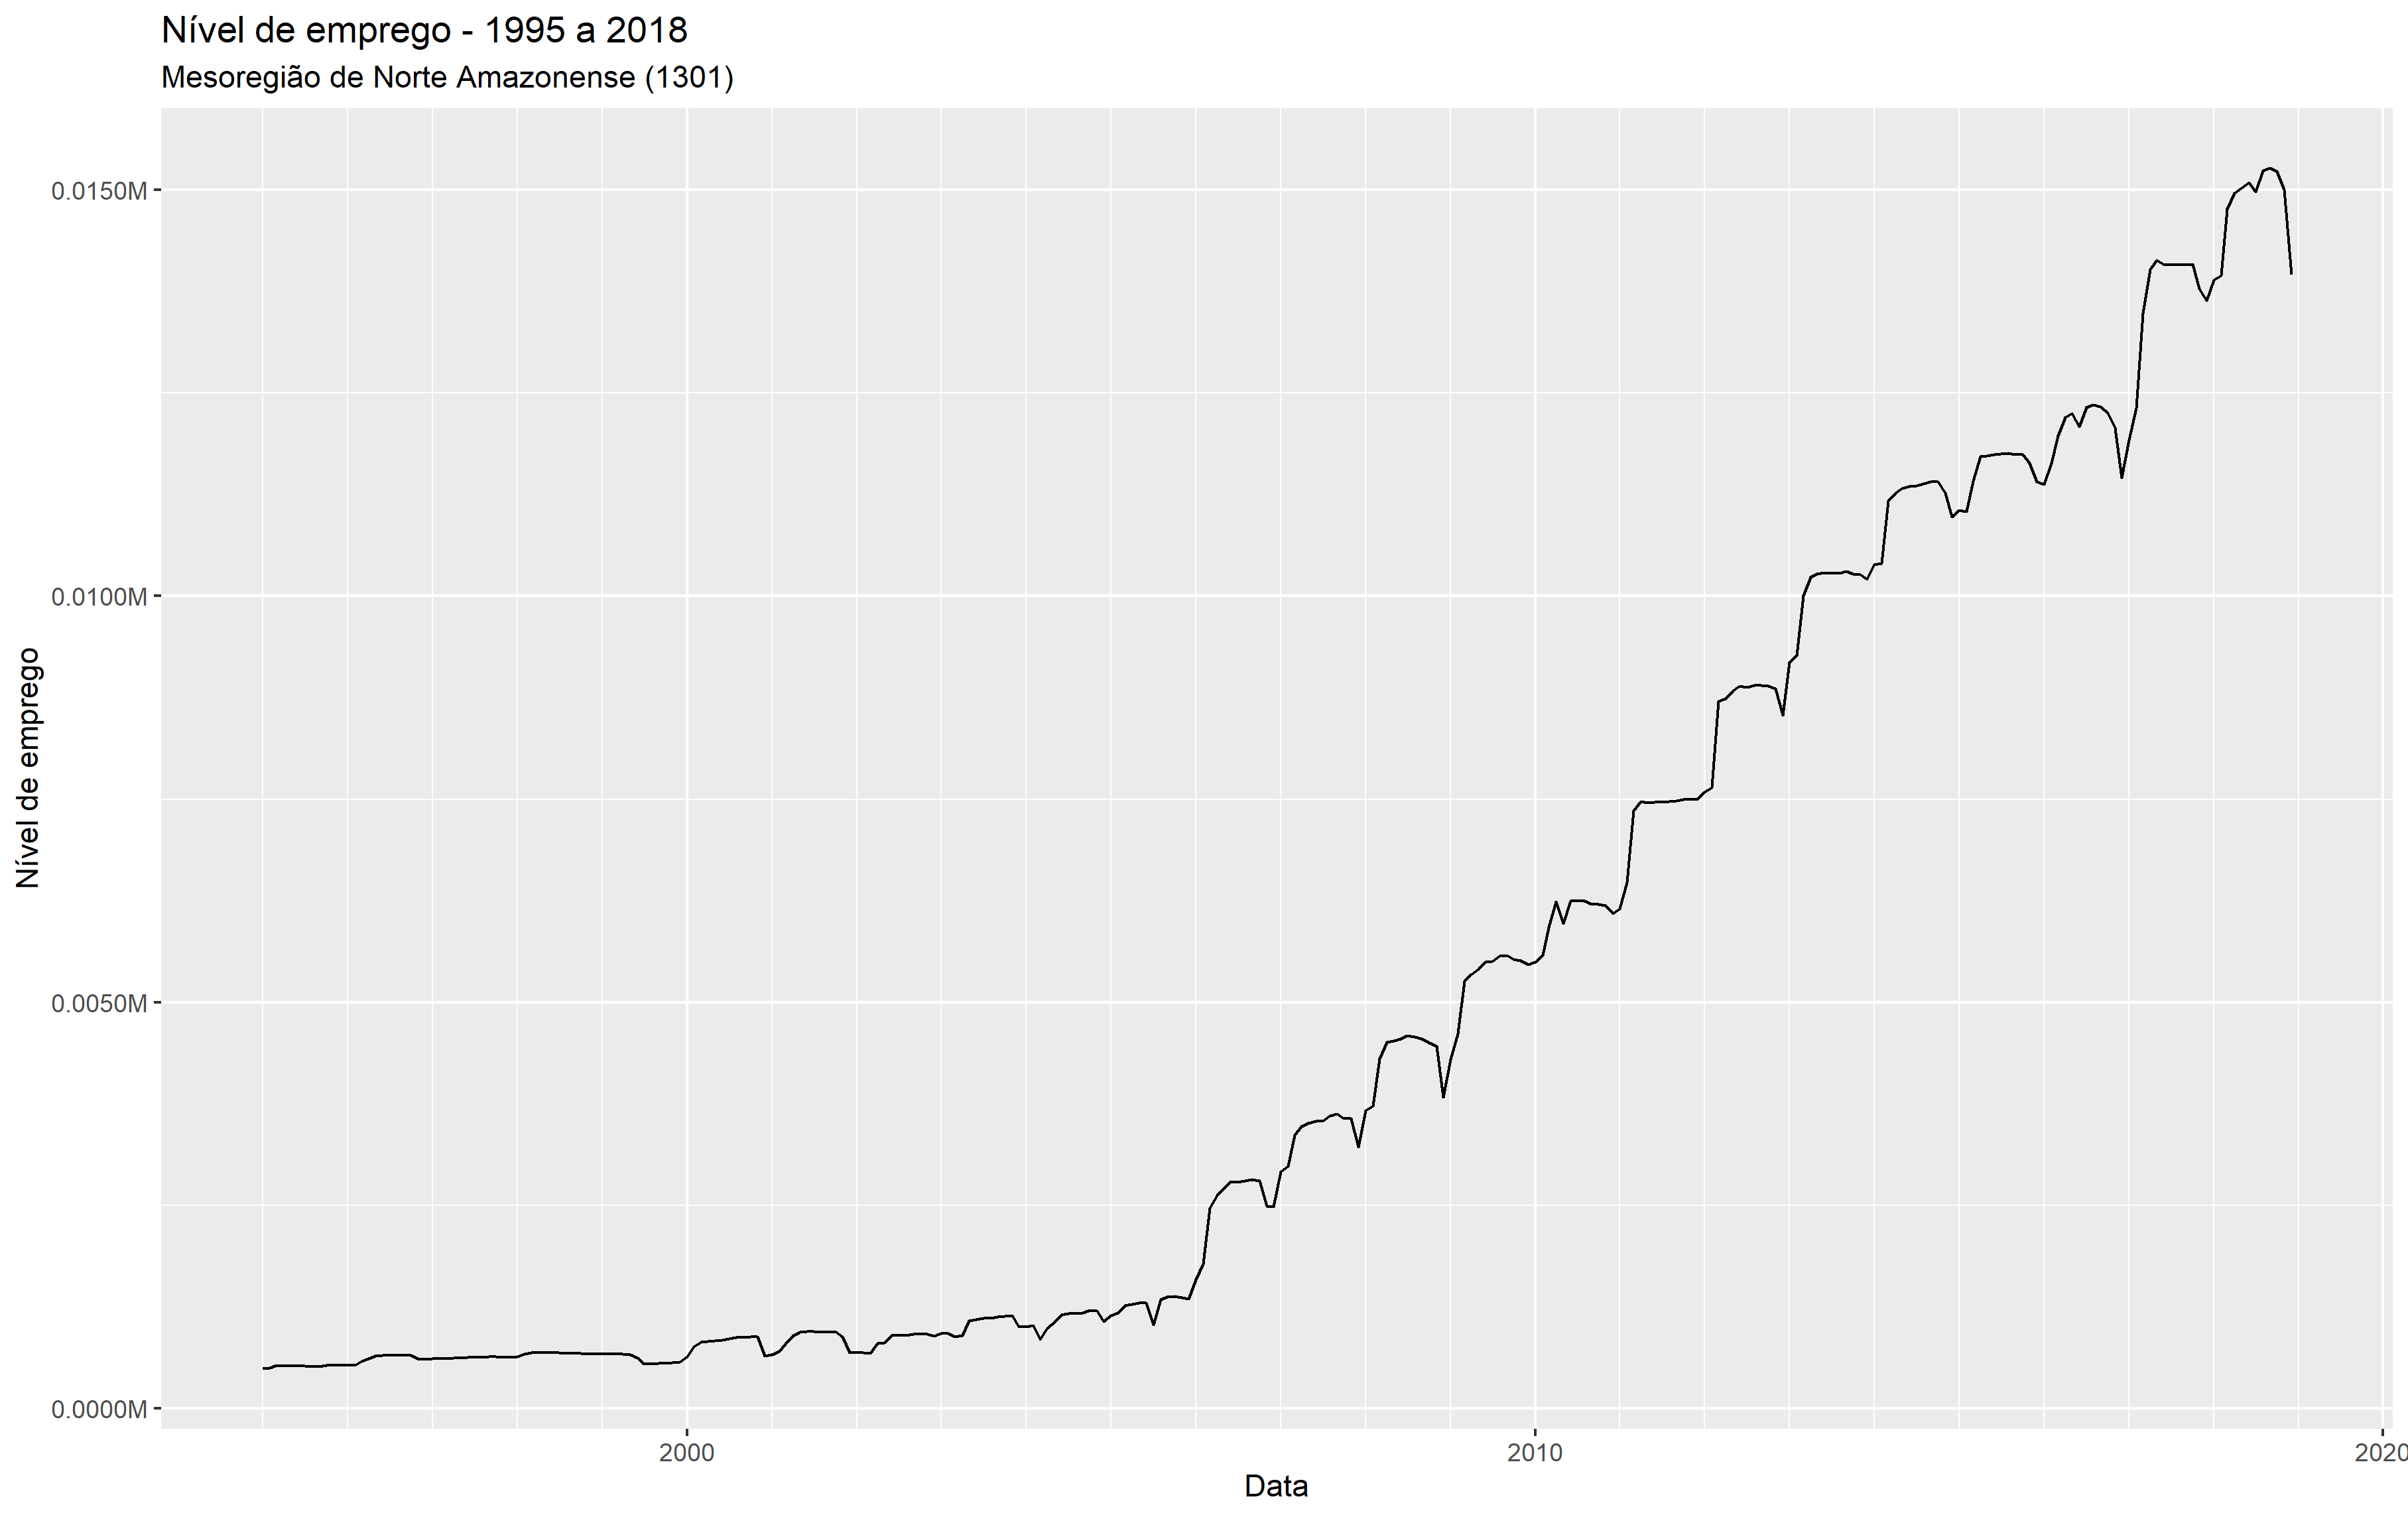 Nível de emprego - 1995 a 2018
Mesoregião de Norte Amazonense (1301)
Nível de emprego
0.0150M
0.0100M
0.0050M
0.0000M
2000
2010
2020
Data